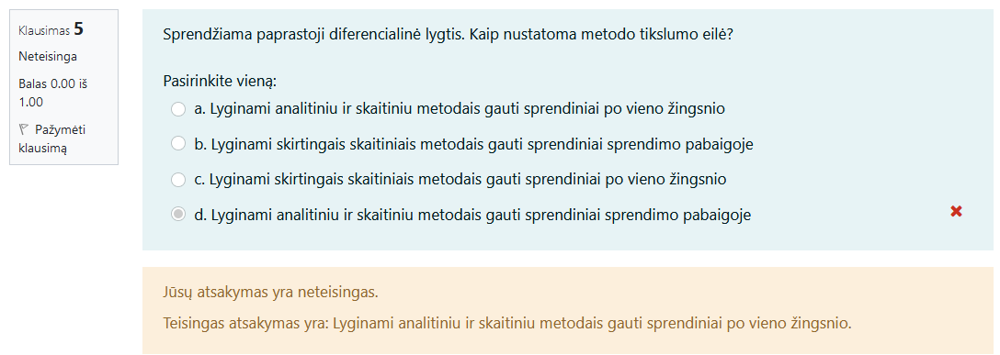 Klausimas 5
Neteisinga
Balas 0.00 iš
1.00
Pažymėti
klausimą
Sprendžiama paprastoji diferencialinė lygtis. Kaip nustatoma metodo tikslumo eilė?
Pasirinkite vieną:
a. Lyginami analitiniu ir skaitiniu metodais gauti sprendiniai po vieno žingsnio
b. Lyginami skirtingais skaitiniais metodais gauti sprendiniai sprendimo pabaigoje
c. Lyginami skirtingais skaitiniais metodais gauti sprendiniai po vieno žingsnio
d. Lyginami analitiniu ir skaitiniu metodais gauti sprendiniai sprendimo pabaigoje
Jūsų atsakymas yra neteisingas.
Teisingas atsakymas yra: Lyginami analitiniu ir skaitiniu metodais gauti sprendiniai po vieno žingsnio.